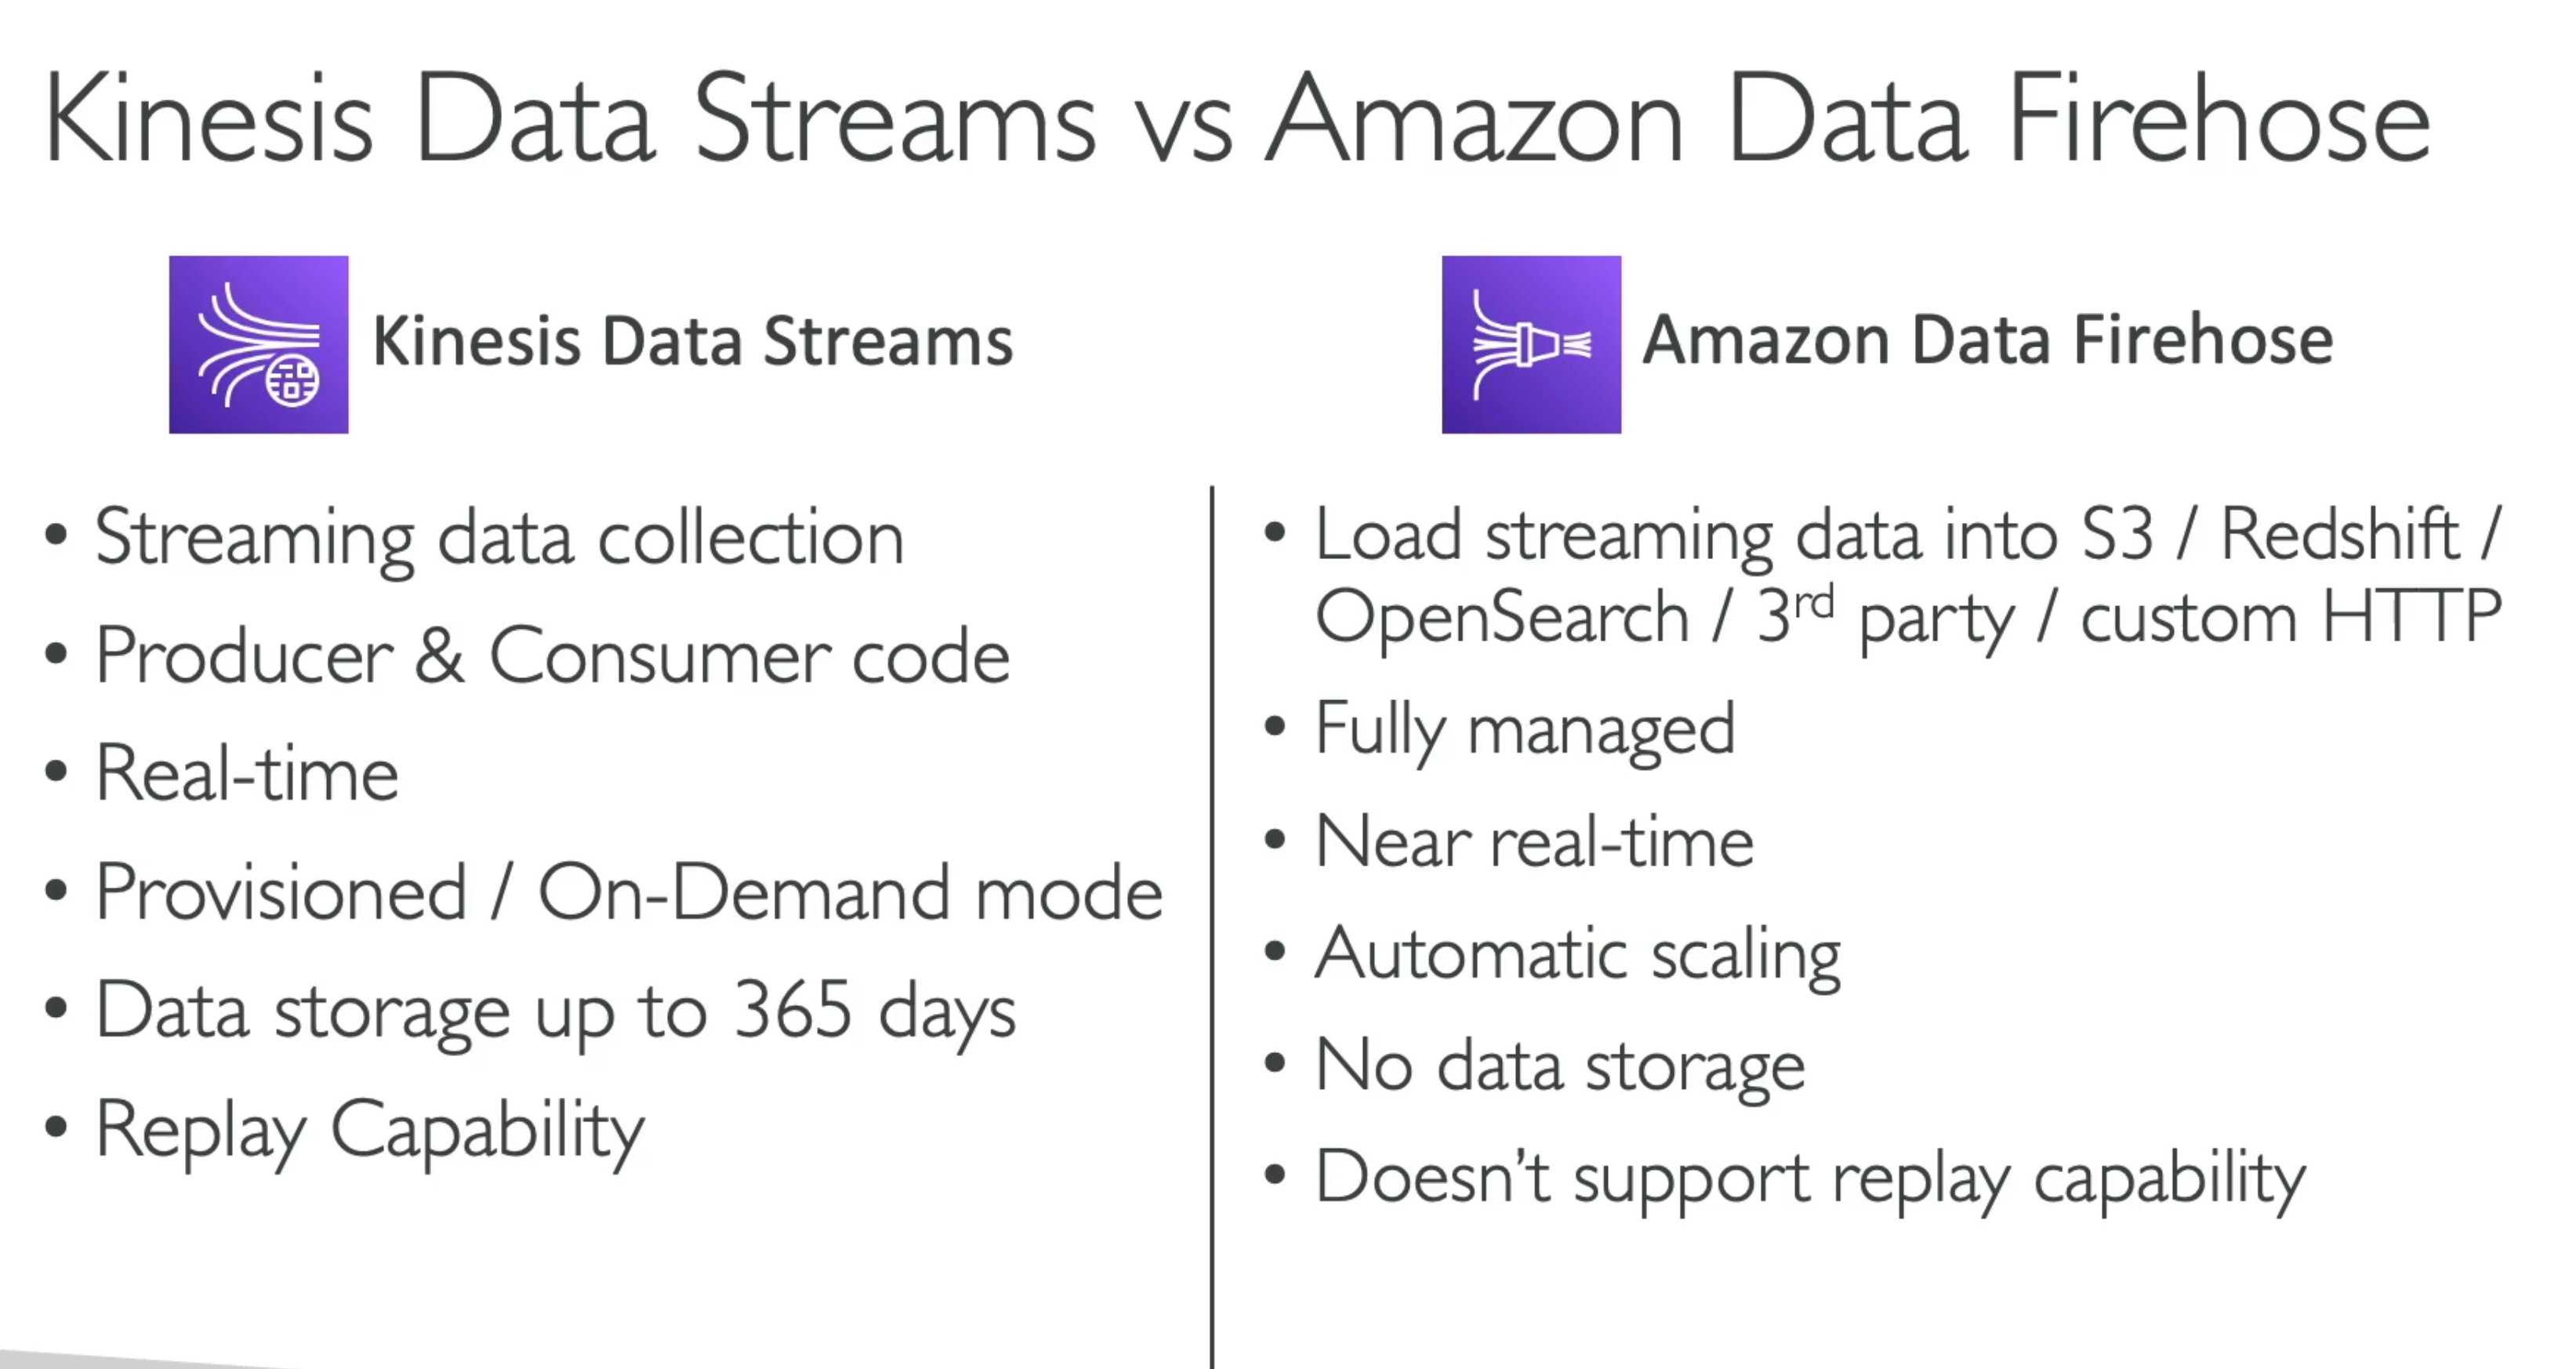 Kinesis Data Streams vs Amazon Data Firehose
Kinesis Data Streams
• Streaming data collection
• Producer & Consumer code
• Real-time
• Provisioned / On-Demand mode
• Data storage up to 365 days
• Replay Capability
Amazon Data Firehose
• Load streaming data into S3 / Redshift /
OpenSearch / 3rd party / custom HTTP
• Fully managed
• Near real-time
• Automatic scaling
• No data storage
• Doesn’t support replay capability